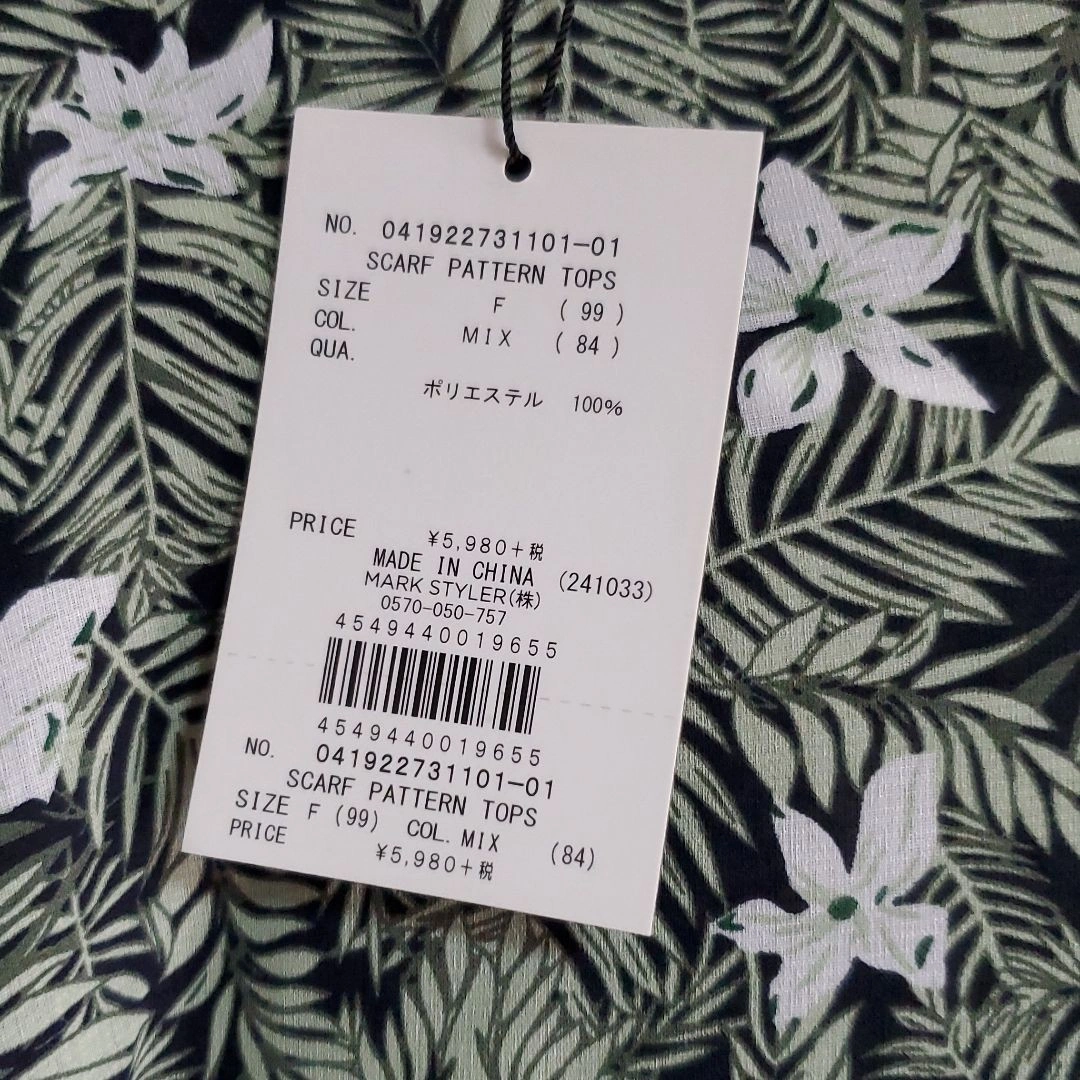 NO. 041922731101-01
SCARF PATTERN TOPS
SIZE F ( 99 )
COL. MIX ( 84 )
QUA.
ポリエステル 100%
PRICE ¥5,980+税
MADE IN CHINA (241033)
MARK STYLER(株)
0570-050-757
4549440019655
4549440019655
NO. 041922731101-01
SCARF PATTERN TOPS
SIZE F (99) COL. MIX (84)
PRICE ¥5,980+税